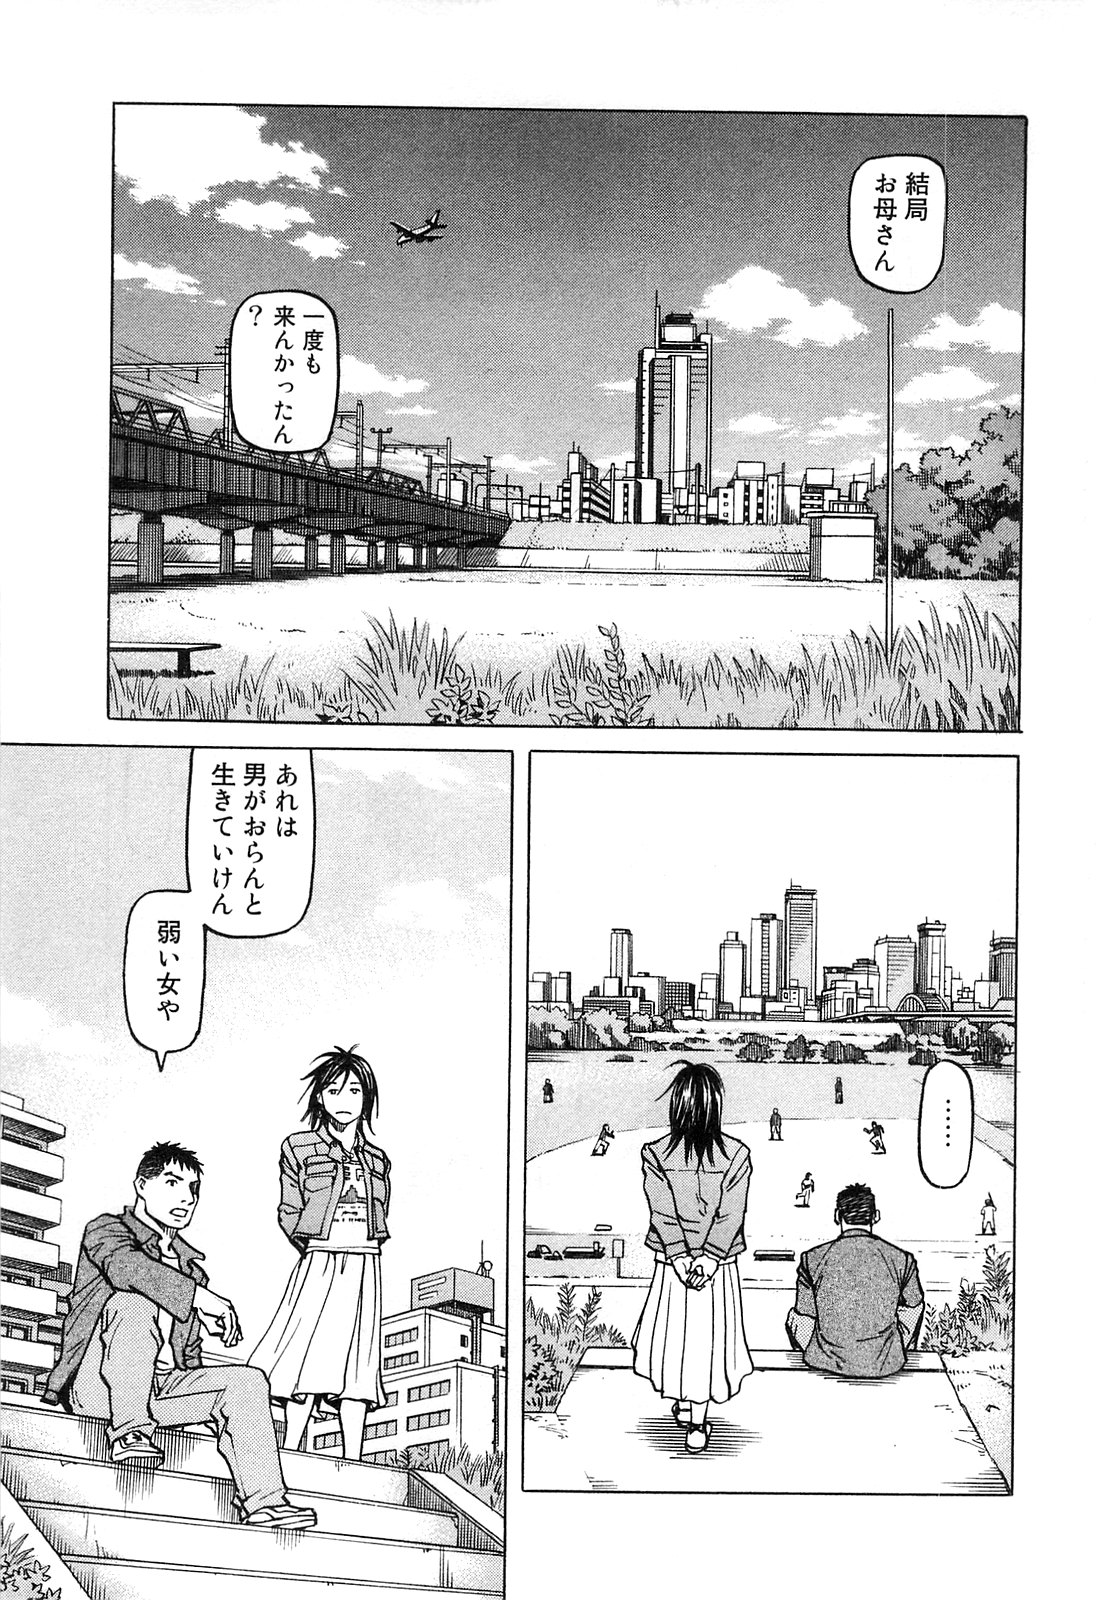 結局
お母さん
一度も
来んかったん
？
……
あれは
男がおらんと
生きていけん
弱い女や